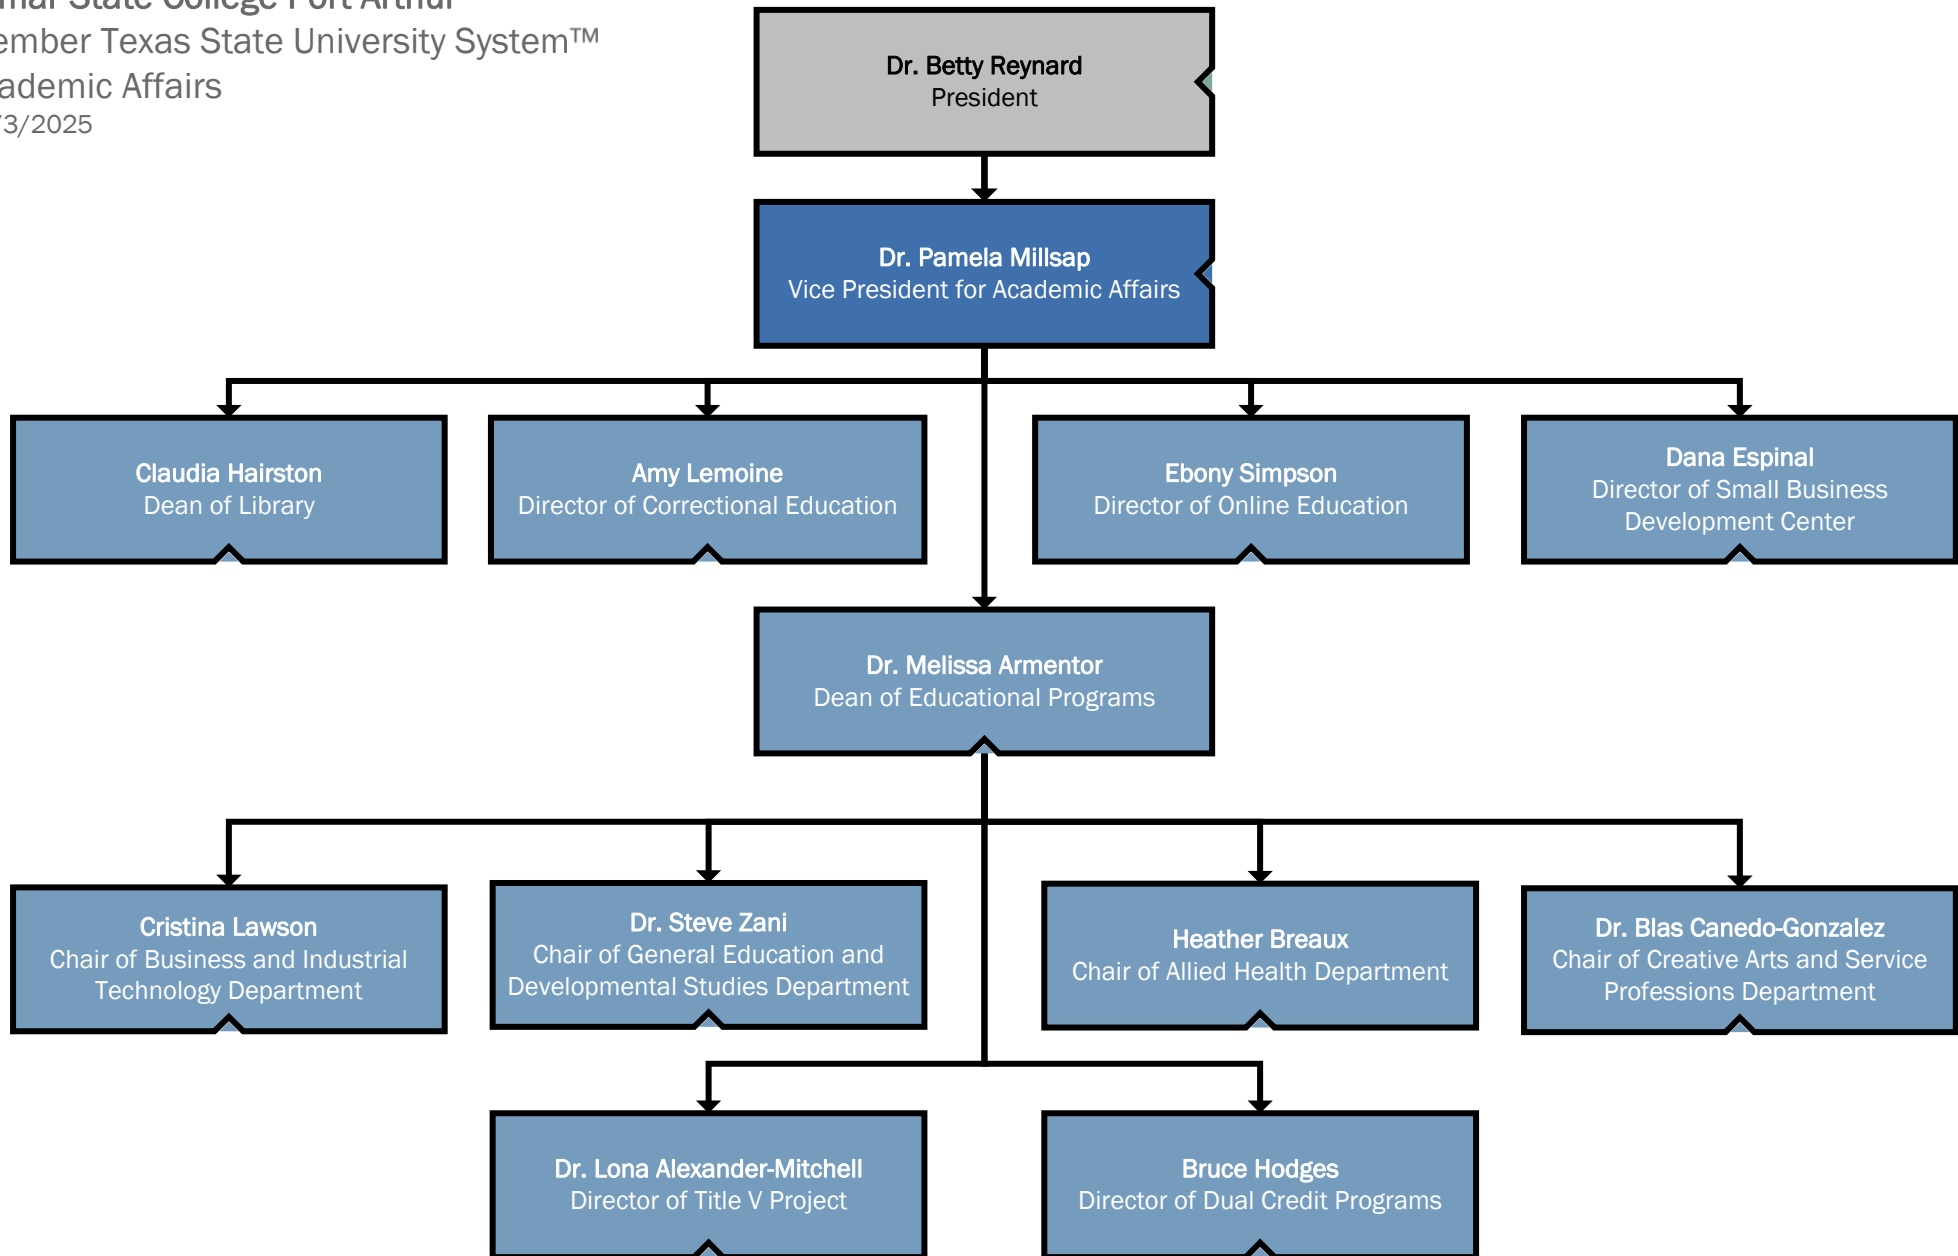 State College Port Arthur
Texas State University System™
Affairs
/3/2025
Dr. Betty Reynard
President
Dr. Pamela Millsap
Vice President for Academic Affairs
Claudia Hairston
Dean of Library
Amy Lemoine
Director of Correctional Education
Ebony Simpson
Director of Online Education
Dana Espinal
Director of Small Business
Development Center
Dr. Melissa Armentor
Dean of Educational Programs
Cristina Lawson
Chair of Business and Industrial
Technology Department
Dr. Steve Zani
Chair of General Education and
Developmental Studies Department
Heather Breaux
Chair of Allied Health Department
Dr. Blas Canedo-Gonzalez
Chair of Creative Arts and Service
Professions Department
Dr. Lona Alexander-Mitchell
Director of Title V Project
Bruce Hodges
Director of Dual Credit Programs